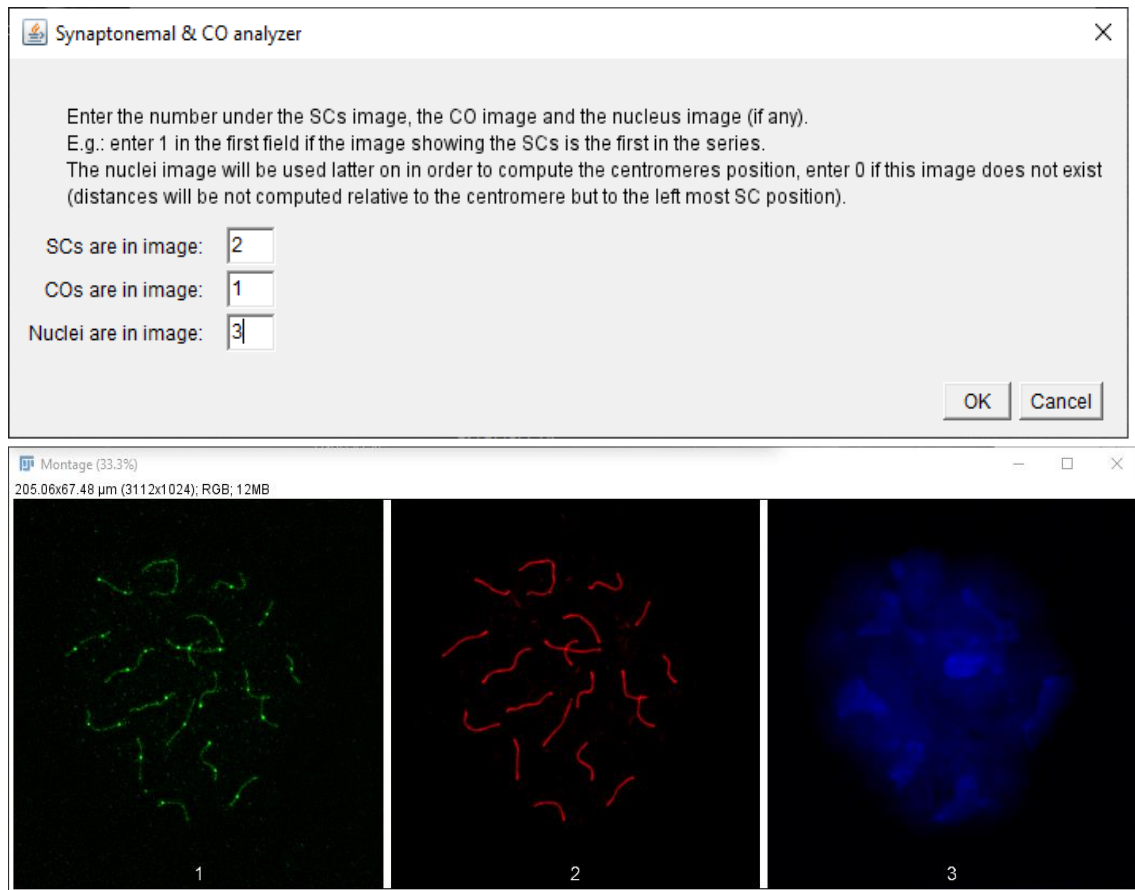 Synaptonemal & CO analyzer
Enter the number under the SCs image, the CO image and the nucleus image (if any).
E.g.: enter 1 in the first field if the image showing the SCs is the first in the series.
The nuclei image will be used latter on in order to compute the centromeres position, enter 0 if this image does not exist
(distances will be not computed relative to the centromere but to the left most SC position).
SCs are in image: 2
COs are in image: 1
Nuclei are in image: 3
OK Cancel
Montage (33.3%)
205.06x67.48 µm (3112x1024); RGB; 12MB
1 2 3